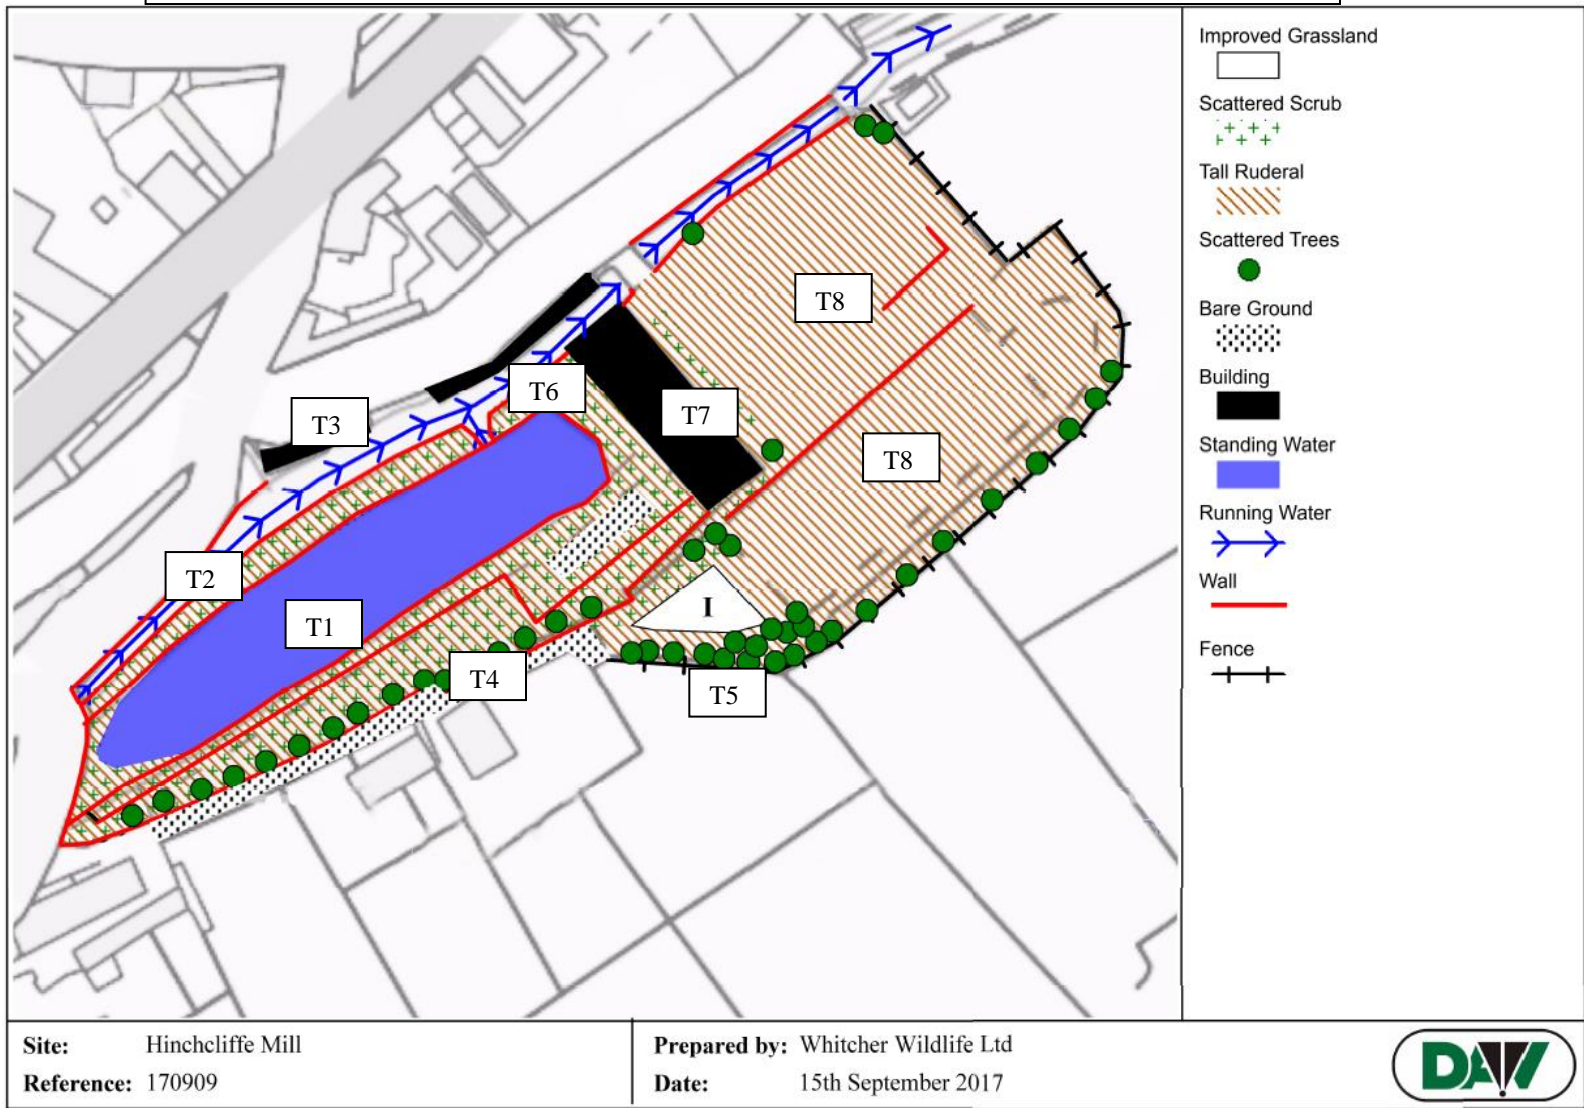 Improved Grassland
Scattered Scrub
Tall Ruderal
Scattered Trees
Bare Ground
Building
Standing Water
Running Water
Wall
Fence
T8
T6
T7
T3
T8
T2
I
T1
T4
T5
Site: Hinchcliffe Mill
Reference: 170909
Prepared by: Whitcher Wildlife Ltd
Date: 15th September 2017
DAW